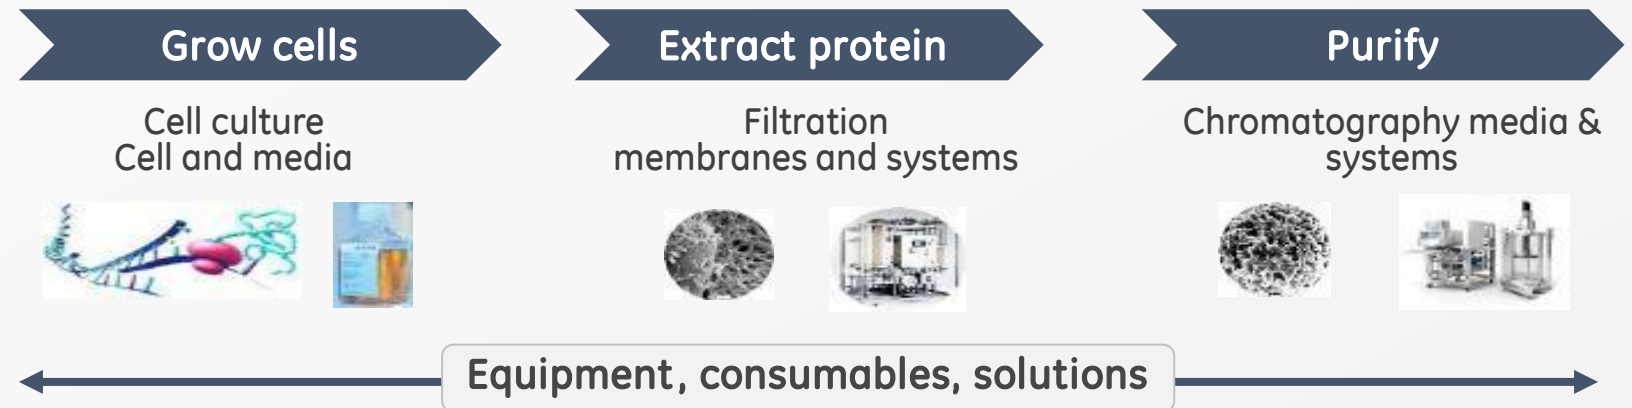 Grow cells
Extract protein
Purify
Cell culture
Cell and media
Filtration
membranes and systems
Chromatography media &
systems
Equipment, consumables, solutions